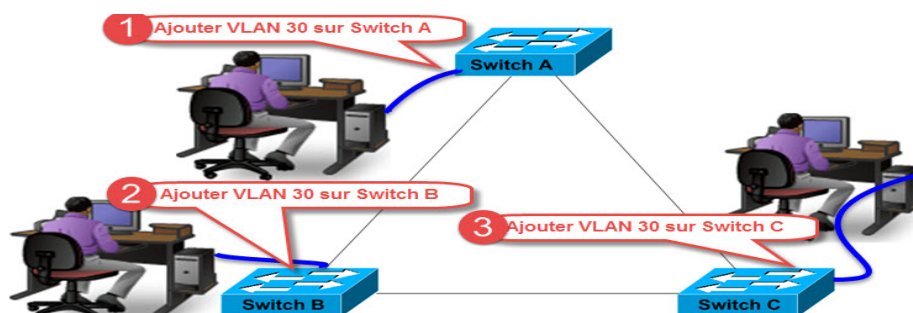 1 Ajouter VLAN 30 sur Switch A
Switch A
2 Ajouter VLAN 30 sur Switch B
3 Ajouter VLAN 30 sur Switch C
Switch B
Switch C